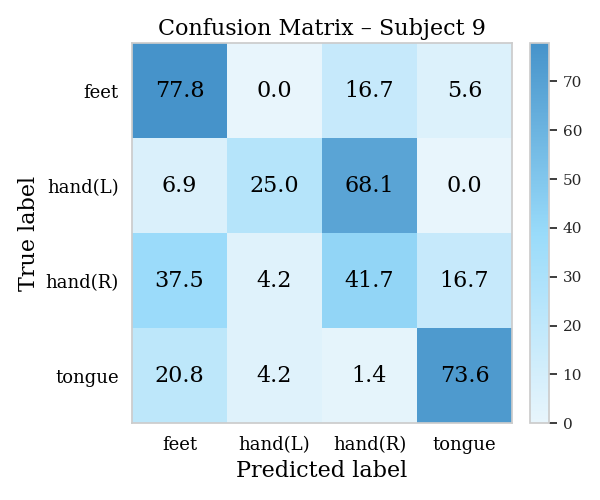 Confusion Matrix – Subject 9
True label
feet 77.8 0.0 16.7 5.6
hand(L) 6.9 25.0 68.1 0.0
hand(R) 37.5 4.2 41.7 16.7
tongue 20.8 4.2 1.4 73.6
feet hand(L) hand(R) tongue
Predicted label
70
60
50
40
30
20
10
0